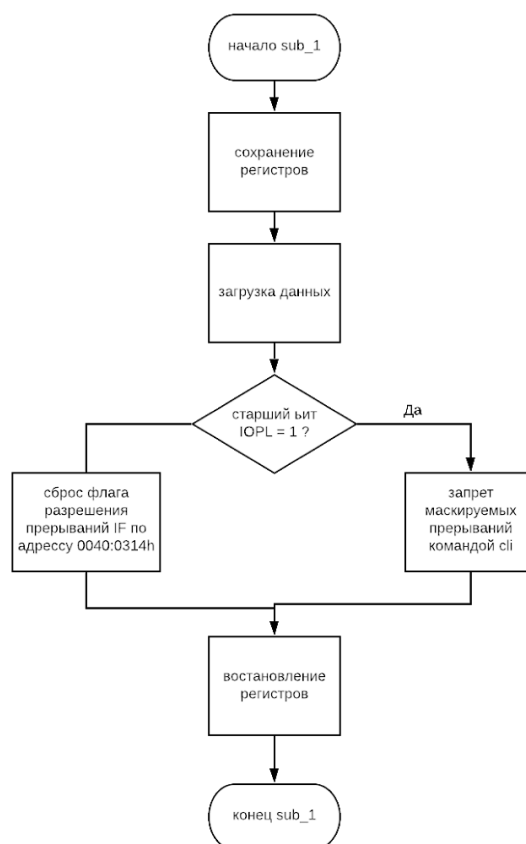 начало sub_1
сохранение
регистров
загрузка данных
старший ьит
IOPL = 1 ?
Да
сброс флага
разрешения
прерываний IF по
адрессу 0040:0314h
запрет
маскируемых
прерываний
командой cli
востановление
регистров
конец sub_1